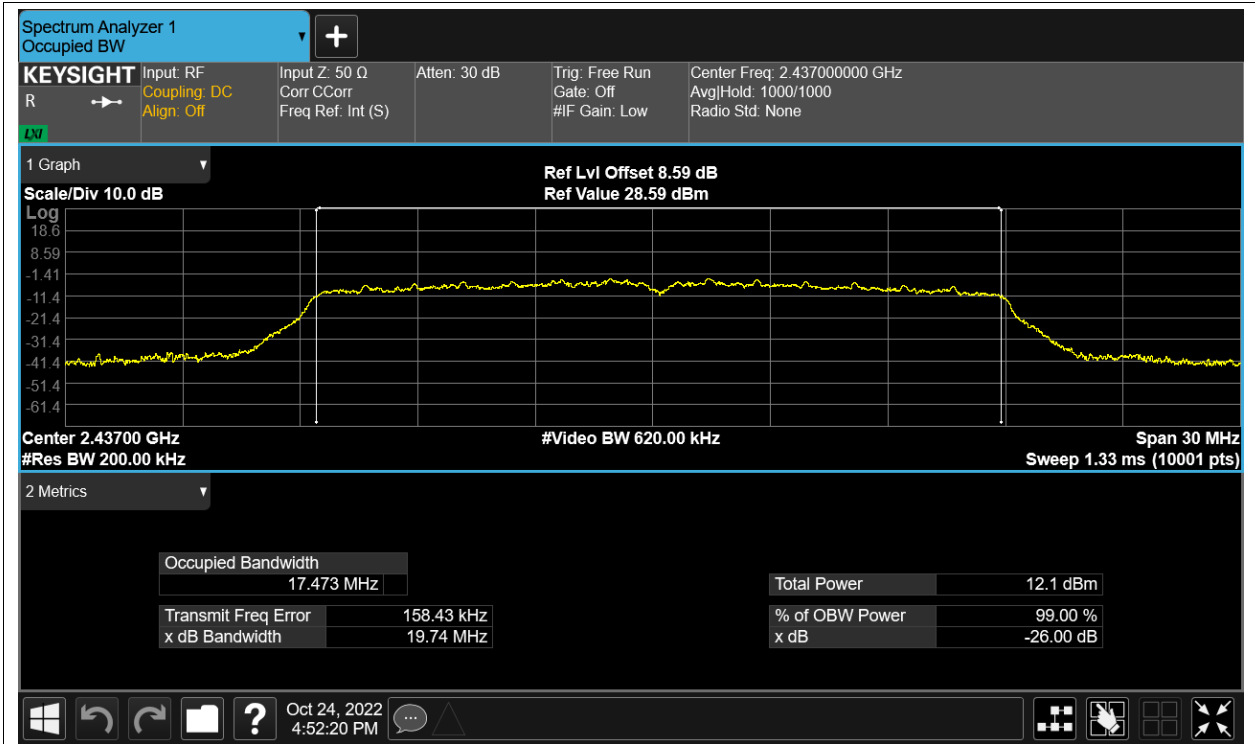 Spectrum Analyzer 1
Occupied BW
KEYSIGHT
R
LXI
Input: RF
Coupling: DC
Align: Off
Input Z: 50 Ω
Corr CCorr
Freq Ref: Int (S)
Atten: 30 dB
Trig: Free Run
Gate: Off
#IF Gain: Low
Center Freq: 2.437000000 GHz
Avg|Hold: 1000/1000
Radio Std: None
1 Graph
Scale/Div 10.0 dB
Ref Lvl Offset 8.59 dB
Ref Value 28.59 dBm
Log
18.6
8.59
-1.41
-11.4
-21.4
-31.4
-41.4
-51.4
-61.4
Center 2.43700 GHz
#Res BW 200.00 kHz
#Video BW 620.00 kHz
Span 30 MHz
Sweep 1.33 ms (10001 pts)
2 Metrics
Occupied Bandwidth
17.473 MHz
Transmit Freq Error 158.43 kHz
x dB Bandwidth 19.74 MHz
Total Power 12.1 dBm
% of OBW Power 99.00 %
x dB -26.00 dB
?
Oct 24, 2022
4:52:20 PM